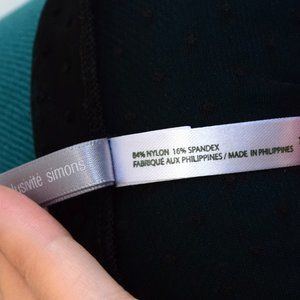 84% NYLON 16% SPANDEX
FABRIQUÉ AUX PHILIPPINES / MADE IN PHILIPPINES
simons